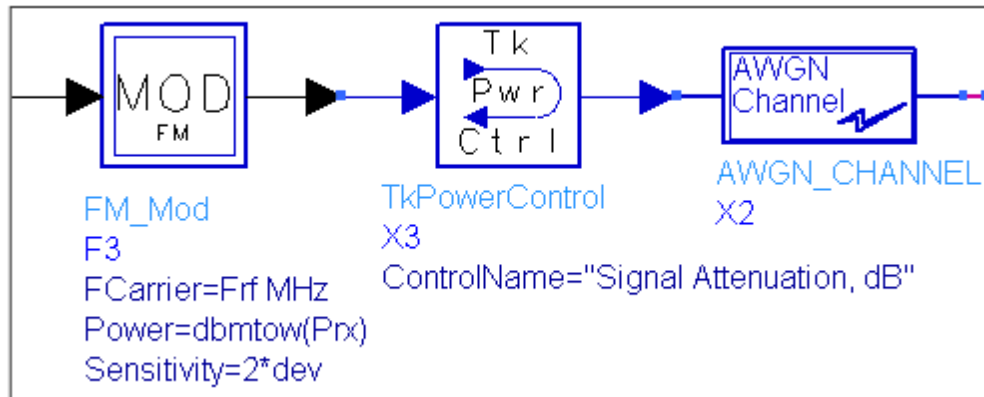 MOD
FM
Tk
Pwr
Ctrl
AWGN
Channel
FM_Mod
F3
FCarrier=Frf MHz
Power=dbmtow(Prx)
Sensitivity=2*dev
TkPowerControl
X3
ControlName="Signal Attenuation, dB"
AWGN_CHANNEL
X2